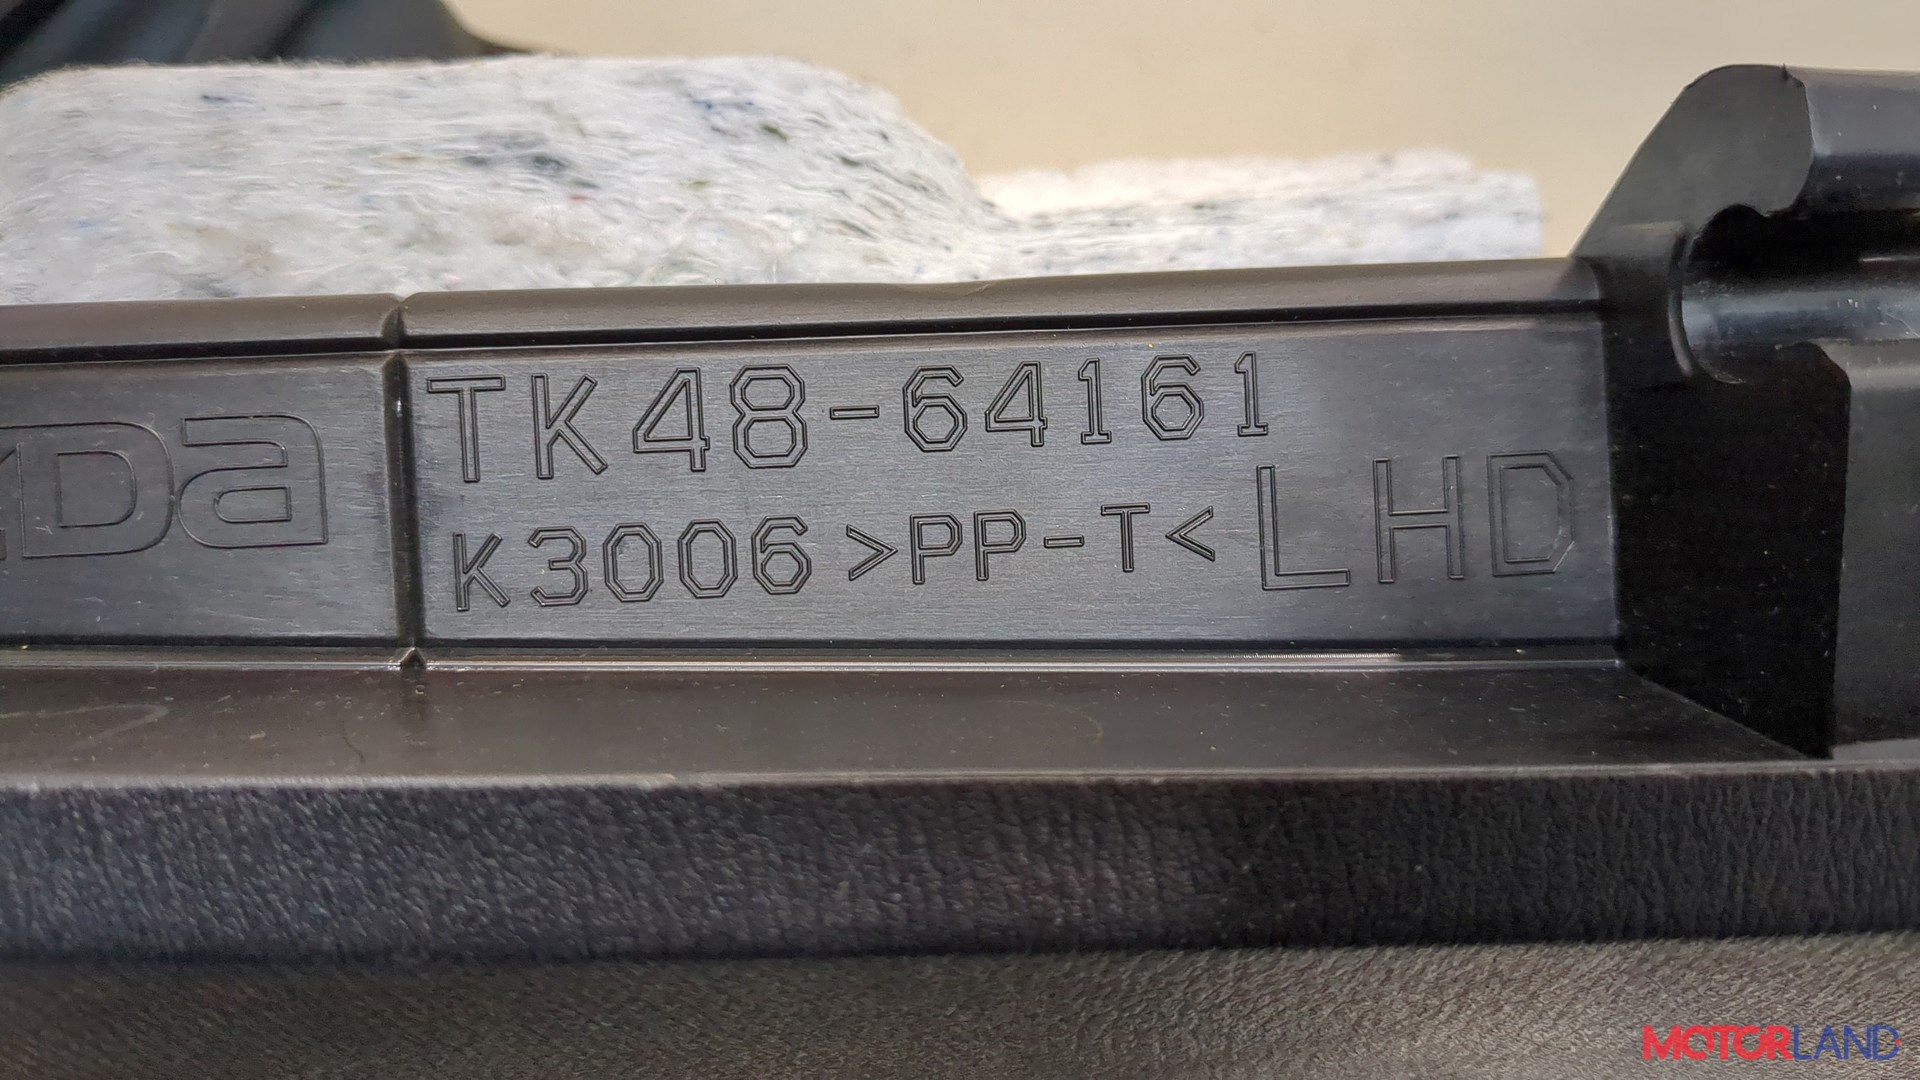 TK48-64161
K3006 >PP-T< LHD
MOTORLAND